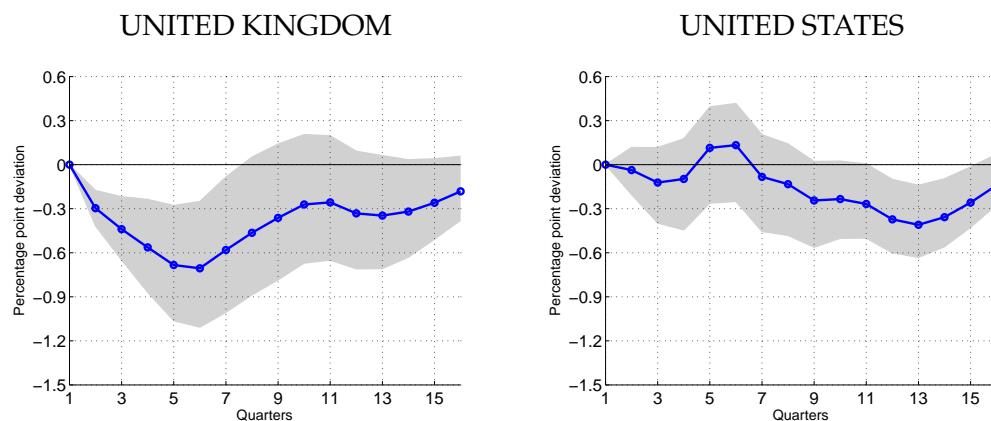 UNITED KINGDOM
0.6
0.3
0
−0.3
−0.6
−0.9
−1.2
−1.5
Percentage point deviation
1 3 5 7 9 11 13 15
Quarters
UNITED STATES
0.6
0.3
0
−0.3
−0.6
−0.9
−1.2
−1.5
Percentage point deviation
1 3 5 7 9 11 13 15
Quarters